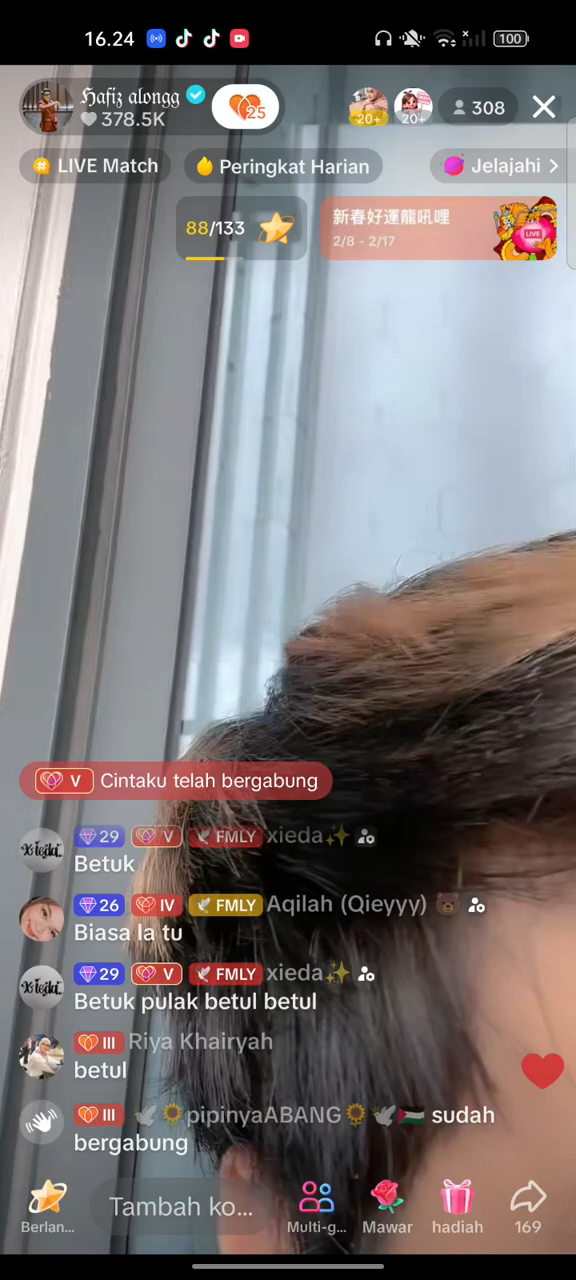 16.24
100
Hafiz alongg
378.5K
25
20+
20+
308
LIVE Match
Peringkat Harian
Jelajahi
88/133
新春好運龍吼哩
2/8 - 2/17
LIVE
V Cintaku telah bergabung
29 V FMLY xieda
Betuk
26 IV FMLY Aqilah (Qieyyy)
Biasa la tu
29 V FMLY xieda
Betuk pulak betul betul
III Riya Khairyah
betul
III pipinyaABANG sudah
bergabung
Berlan...
Tambah ko...
Multi-g...
Mawar
hadiah
169